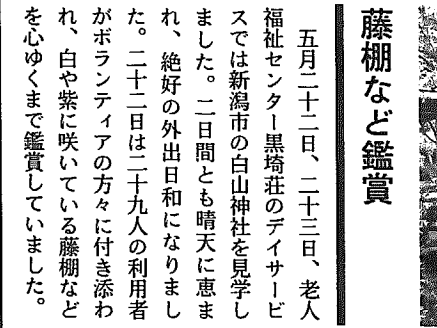 藤棚など鑑賞
五月二十二日、二十三日、老人
福祉センター黒埼荘のデイサービ
スでは新潟市の白山神社を見学し
ました。二日間とも晴天に恵ま
れ、絶好の外出日和になりまし
た。二十二日は二十九人の利用者
がボランティアの方々に付き添わ
れ、白や紫に咲いている藤棚など
を心ゆくまで鑑賞していました。